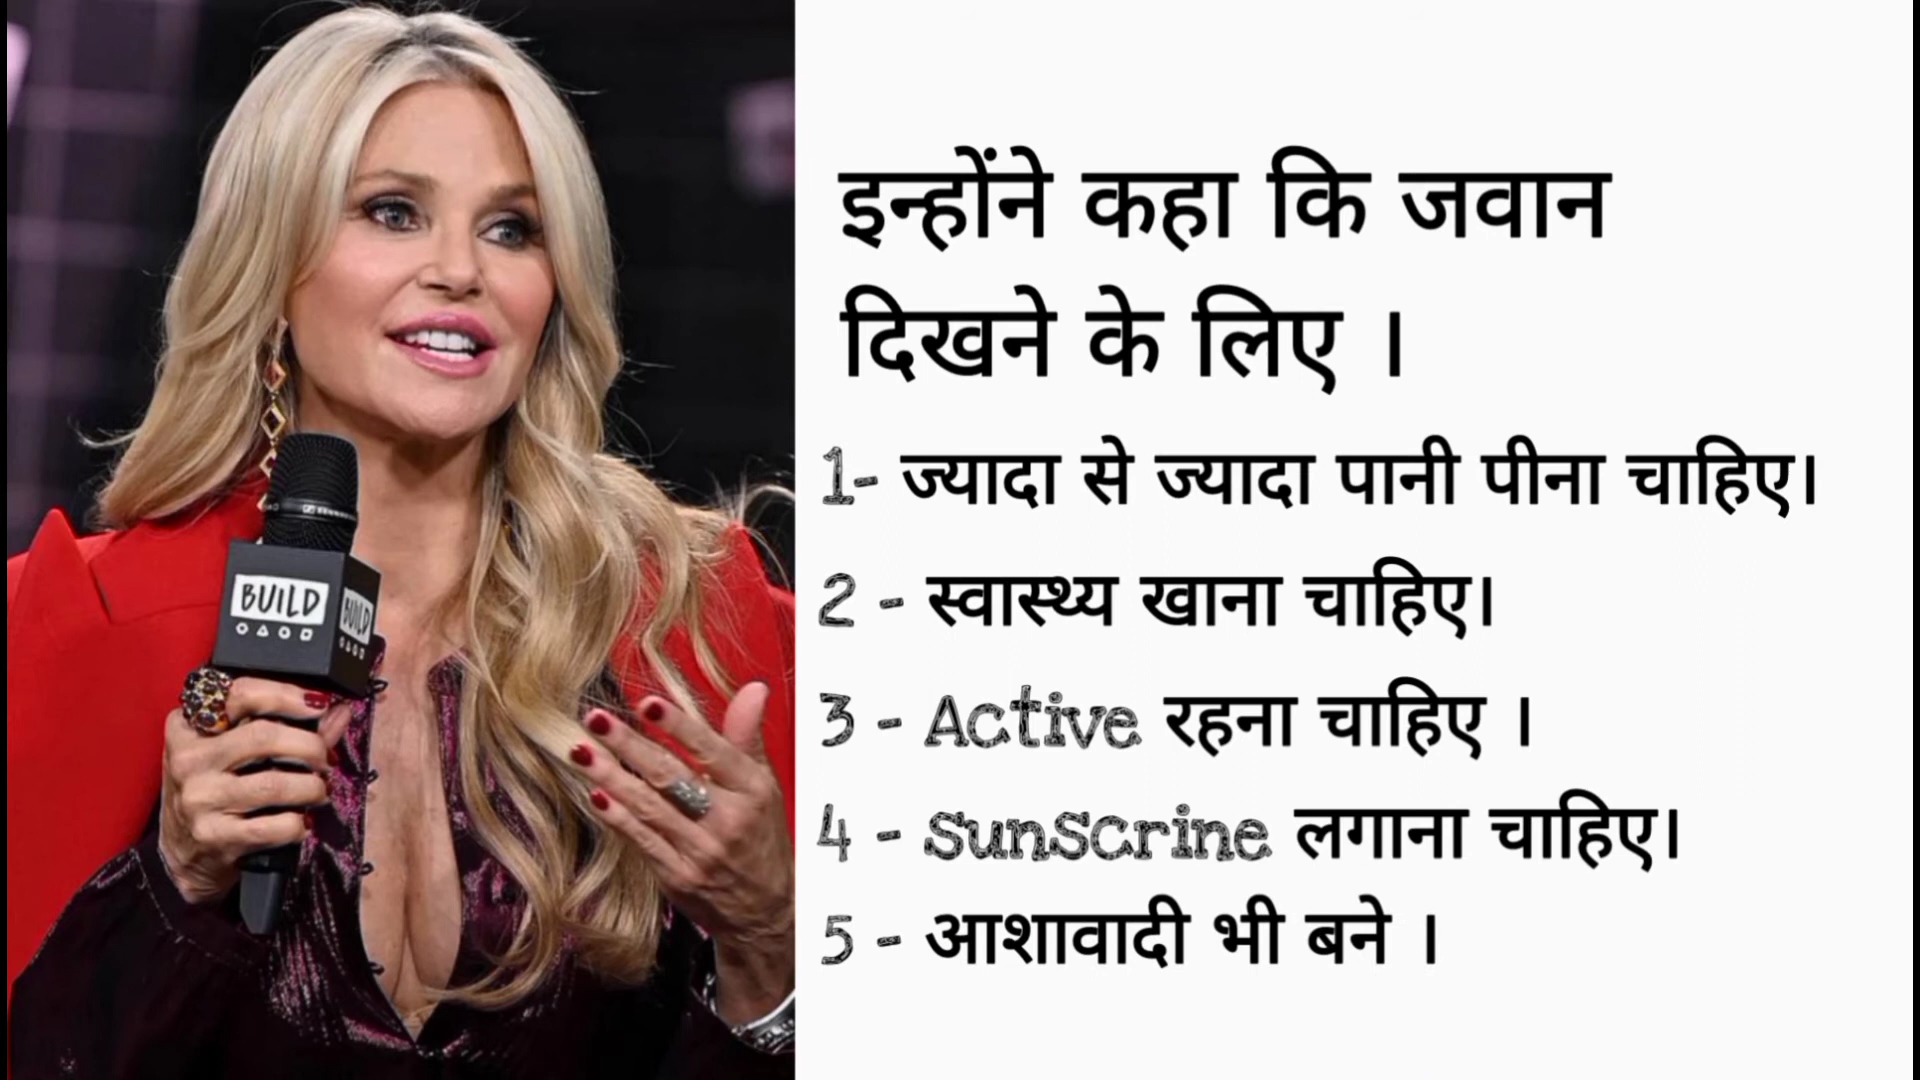 BUILD
BUILD
इन्होंने कहा कि जवान
दिखने के लिए ।
1- ज्यादा से ज्यादा पानी पीना चाहिए।
2 - स्वास्थ्य खाना चाहिए।
3 - Active रहना चाहिए ।
4 - Sunscrine लगाना चाहिए।
5 - आशावादी भी बने ।